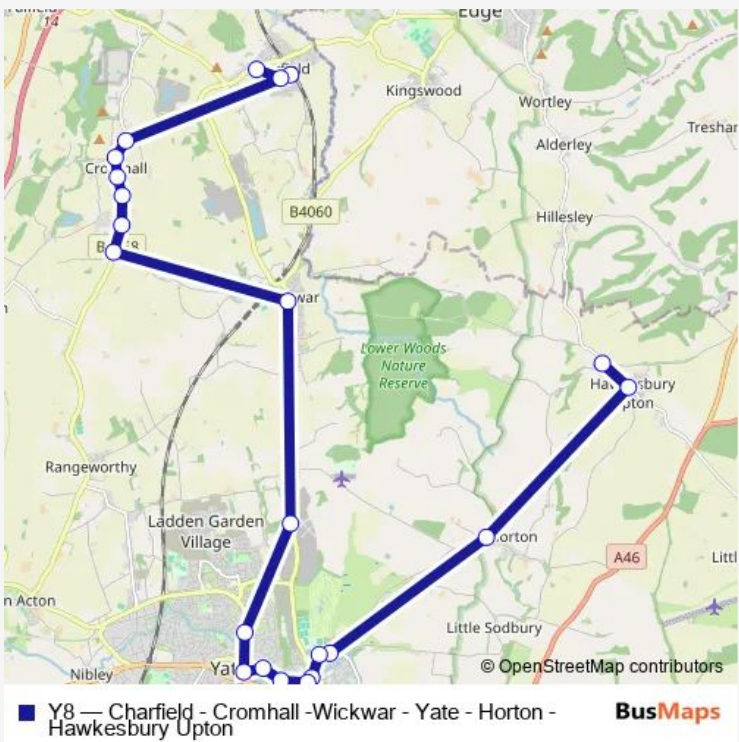 14
Edge
Kingswood
Wortley
Alderley
B4060
Hillesley
Lower Woods
Nature
Reserve
Rangeworthy
Ladden Garden
Village
A46
Little Sodbury
Nibley
© OpenStreetMap contributors
Y8 — Charfield - Cromhall -Wickwar - Yate - Horton -
Hawkesbury Upton
BusMaps